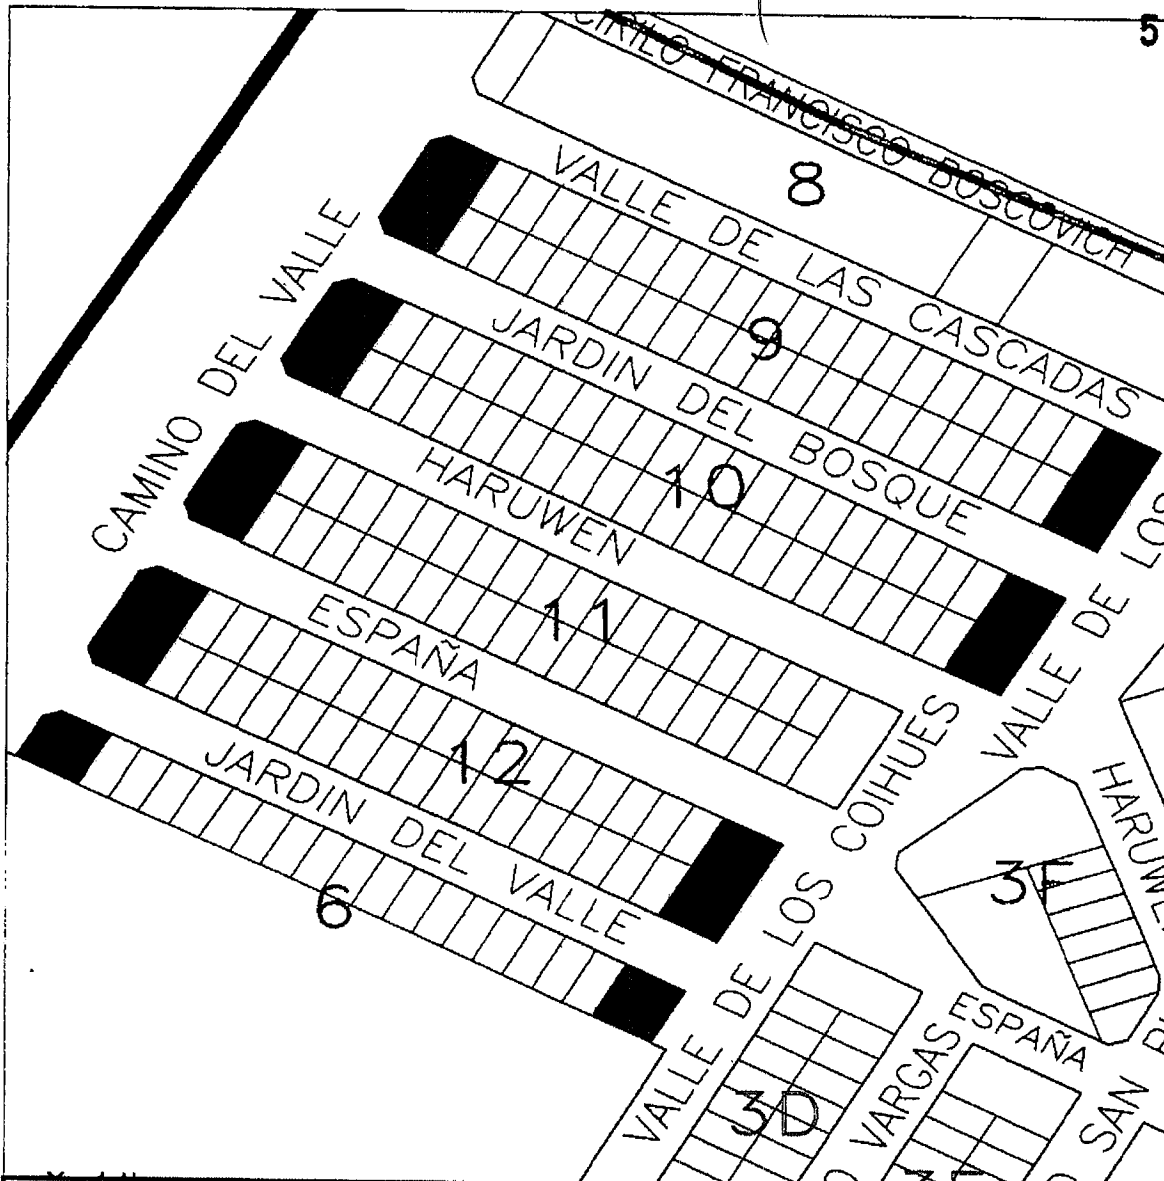 5
CIRILO FRANCISCO BOSCOVICH
8
VALLE DE LAS CASCADAS
9
CAMINO DEL VALLE
JARDIN DEL BOSQUE
10
HARUWEN
11
VALLE DE LOS
ESPAÑA
12
JARDIN DEL VALLE
6
VALLE DE LOS COIHUES
3F
ESPAÑA
3D
VARGAS
SAN